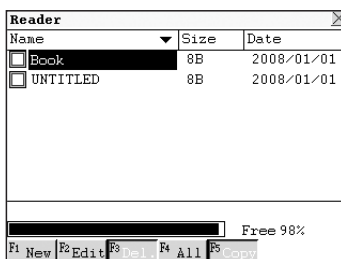 Reader
Name Size Date
Book 8B 2008/01/01
UNTITLED 8B 2008/01/01
Free 98%
F1 New F2 Edit F3 Del. F4 All F5 Copy